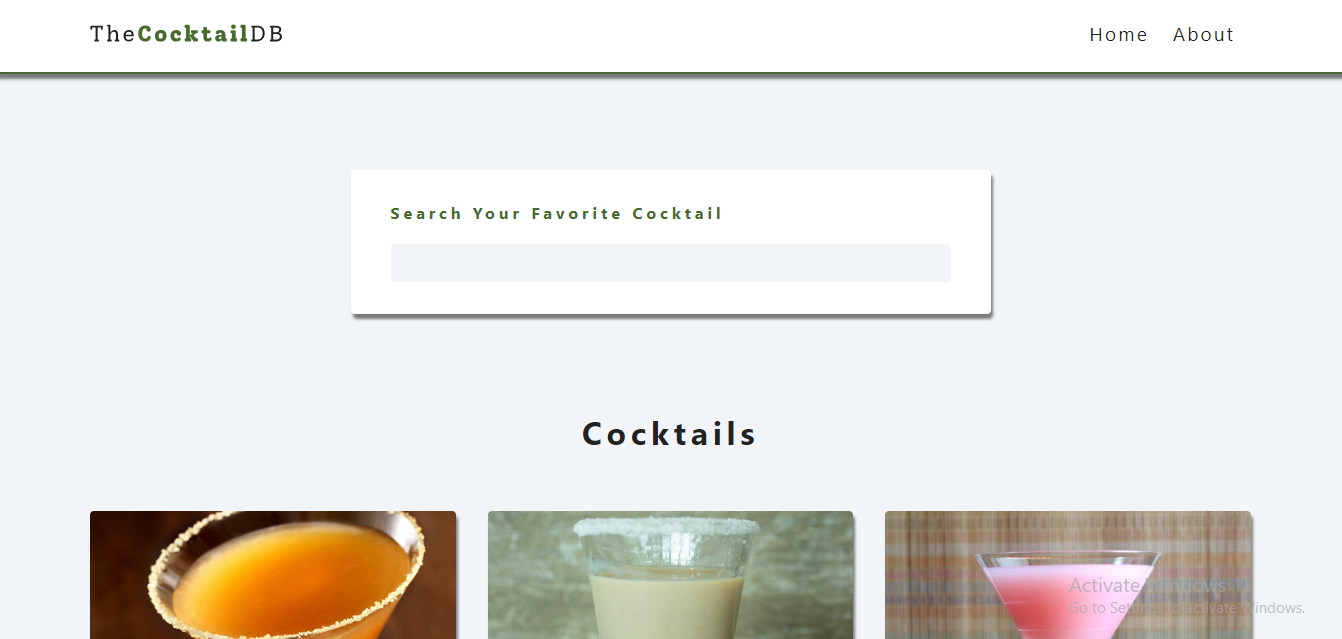 TheCocktailDB
Home About
Search Your Favorite Cocktail
Cocktails
Activate Windows
Go to Settings to activate Windows.